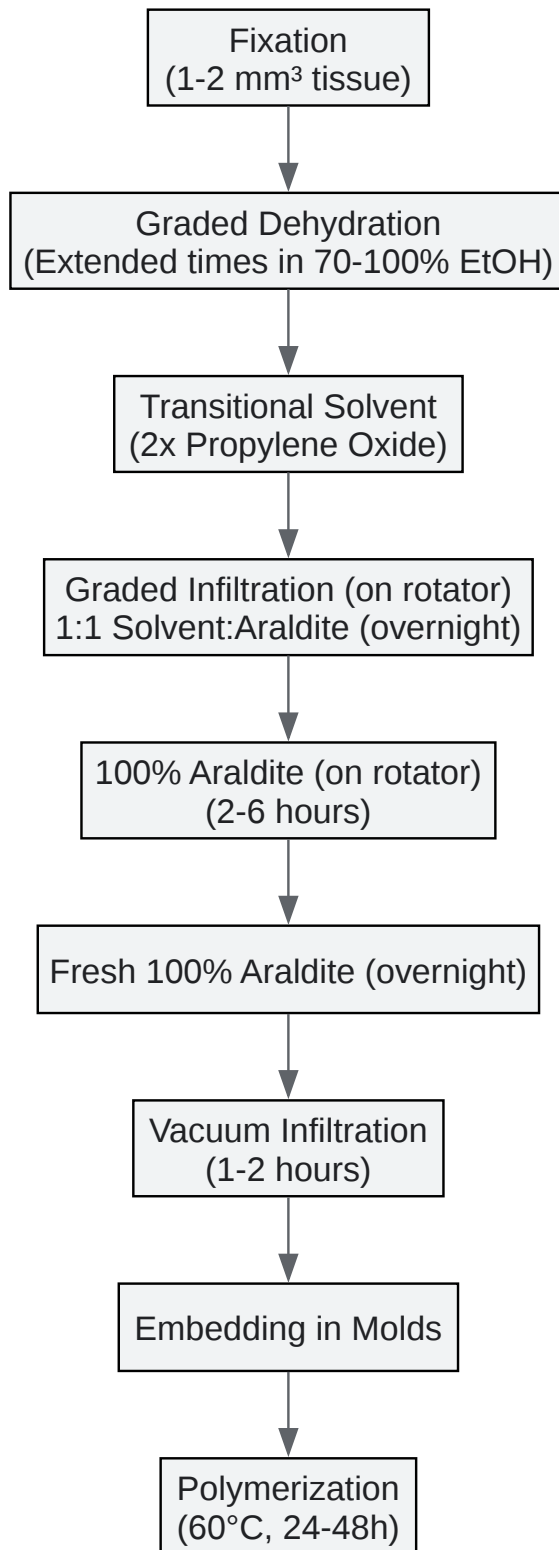 Fixation
(1-2 mm³ tissue)
Graded Dehydration
(Extended times in 70-100% EtOH)
Transitional Solvent
(2x Propylene Oxide)
Graded Infiltration (on rotator)
1:1 Solvent:Araldite (overnight)
100% Araldite (on rotator)
(2-6 hours)
Fresh 100% Araldite (overnight)
Vacuum Infiltration
(1-2 hours)
Embedding in Molds
Polymerization
(60°C, 24-48h)